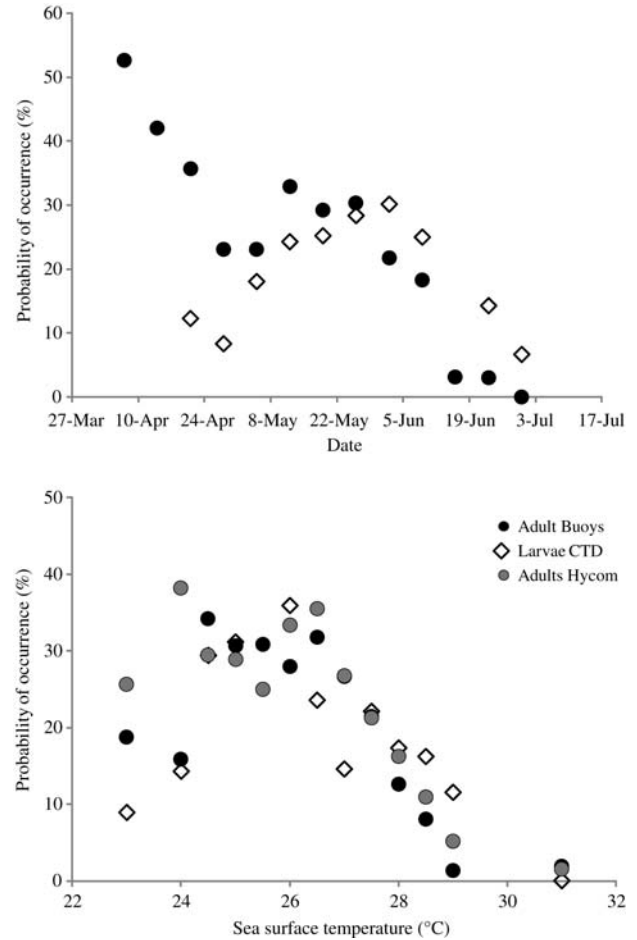 60
50
40
30
20
10
0
Probability of occurrence (%)
27-Mar 10-Apr 24-Apr 8-May 22-May 5-Jun 19-Jun 3-Jul 17-Jul
Date
50
40
30
20
10
0
Probability of occurrence (%)
Adult Buoys
Larvae CTD
Adults Hycom
22 24 26 28 30 32
Sea surface temperature (°C)